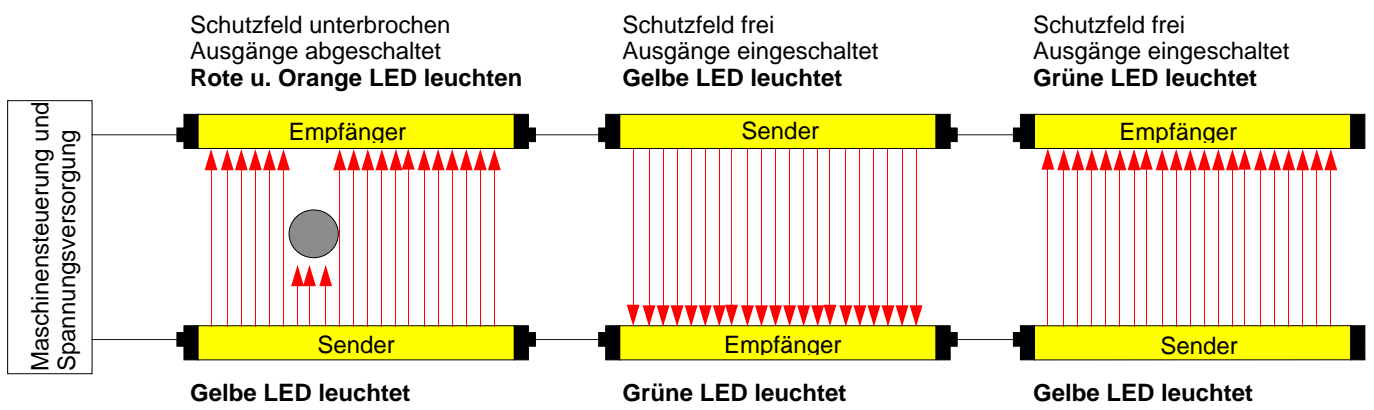 Schutzfeld unterbrochen
Ausgänge abgeschaltet
Rote u. Orange LED leuchten
Schutzfeld frei
Ausgänge eingeschaltet
Gelbe LED leuchtet
Schutzfeld frei
Ausgänge eingeschaltet
Grüne LED leuchtet
Maschinensteuerung und
Spannungsversorgung
Empfänger
Sender
Empfänger
Sender
Empfänger
Sender
Gelbe LED leuchtet
Grüne LED leuchtet
Gelbe LED leuchtet